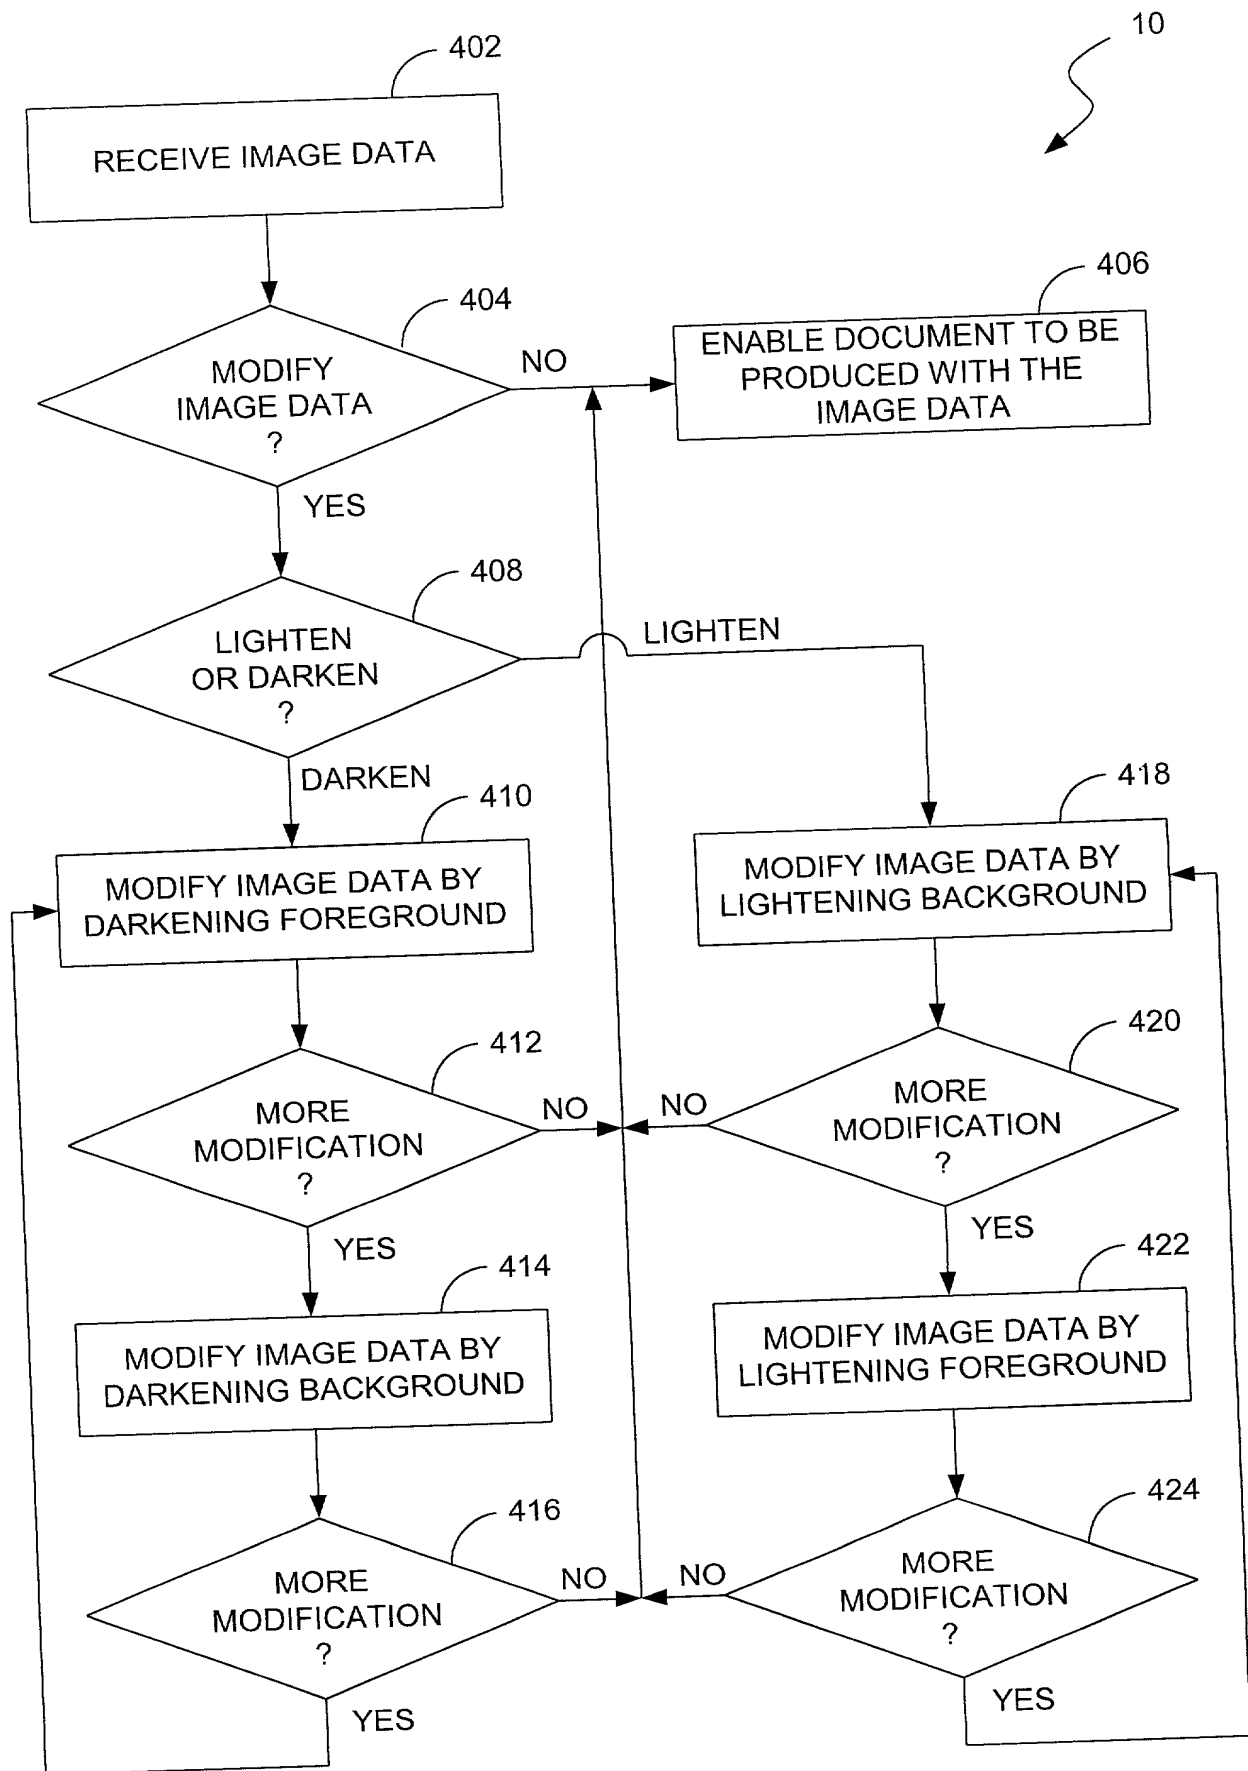 402
10
RECEIVE IMAGE DATA
404
406
MODIFY
IMAGE DATA
?
NO
ENABLE DOCUMENT TO BE
PRODUCED WITH THE
IMAGE DATA
YES
408
LIGHTEN
OR DARKEN
?
LIGHTEN
DARKEN
410
418
MODIFY IMAGE DATA BY
DARKENING FOREGROUND
MODIFY IMAGE DATA BY
LIGHTENING BACKGROUND
412
420
MORE
MODIFICATION
?
NO
NO
MORE
MODIFICATION
?
YES
YES
414
422
MODIFY IMAGE DATA BY
DARKENING BACKGROUND
MODIFY IMAGE DATA BY
LIGHTENING FOREGROUND
416
424
MORE
MODIFICATION
?
NO
NO
MORE
MODIFICATION
?
YES
YES